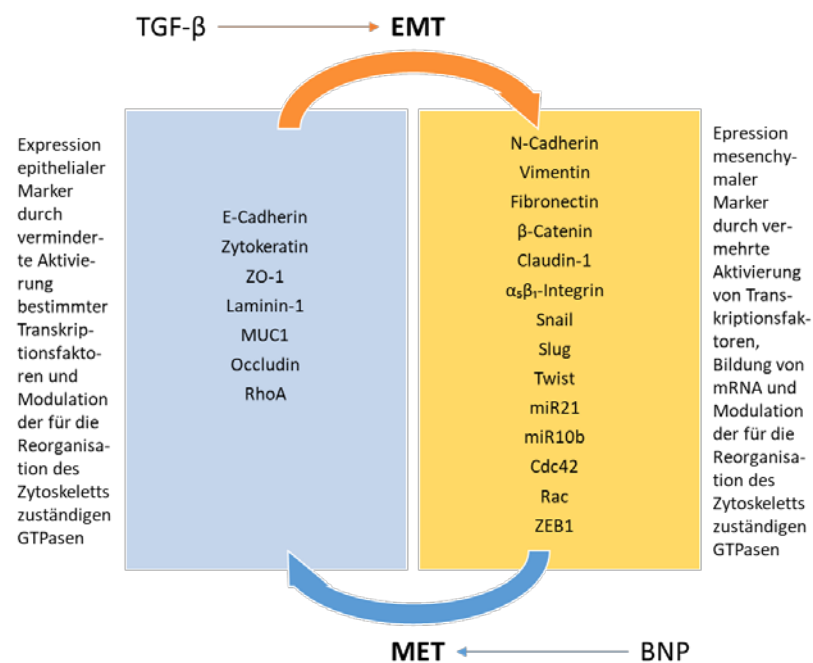 TGF-β
EMT
Expression
epithelialer
Marker
durch
verminder-
te Aktivie-
rung
bestimmter
Transkrip-
tionsfakto-
ren und
Modulation
der für die
Reorganisa-
tion des
Zytoskeletts
zuständigen
GTPasen
E-Cadherin
Zytokeratin
ZO-1
Laminin-1
MUC1
Occludin
RhoA
N-Cadherin
Vimentin
Fibronectin
β-Catenin
Claudin-1
α₅β₁-Integrin
Snail
Slug
Twist
miR21
miR10b
Cdc42
Rac
ZEB1
Epression
mesenchy-
maler
Marker
durch ver-
mehrte
Aktivierung
von Trans-
kriptionsfak-
toren,
Bildung von
mRNA und
Modulation
der für die
Reorganisa-
tion des
Zytoskeletts
zuständigen
GTPasen
MET
BNP